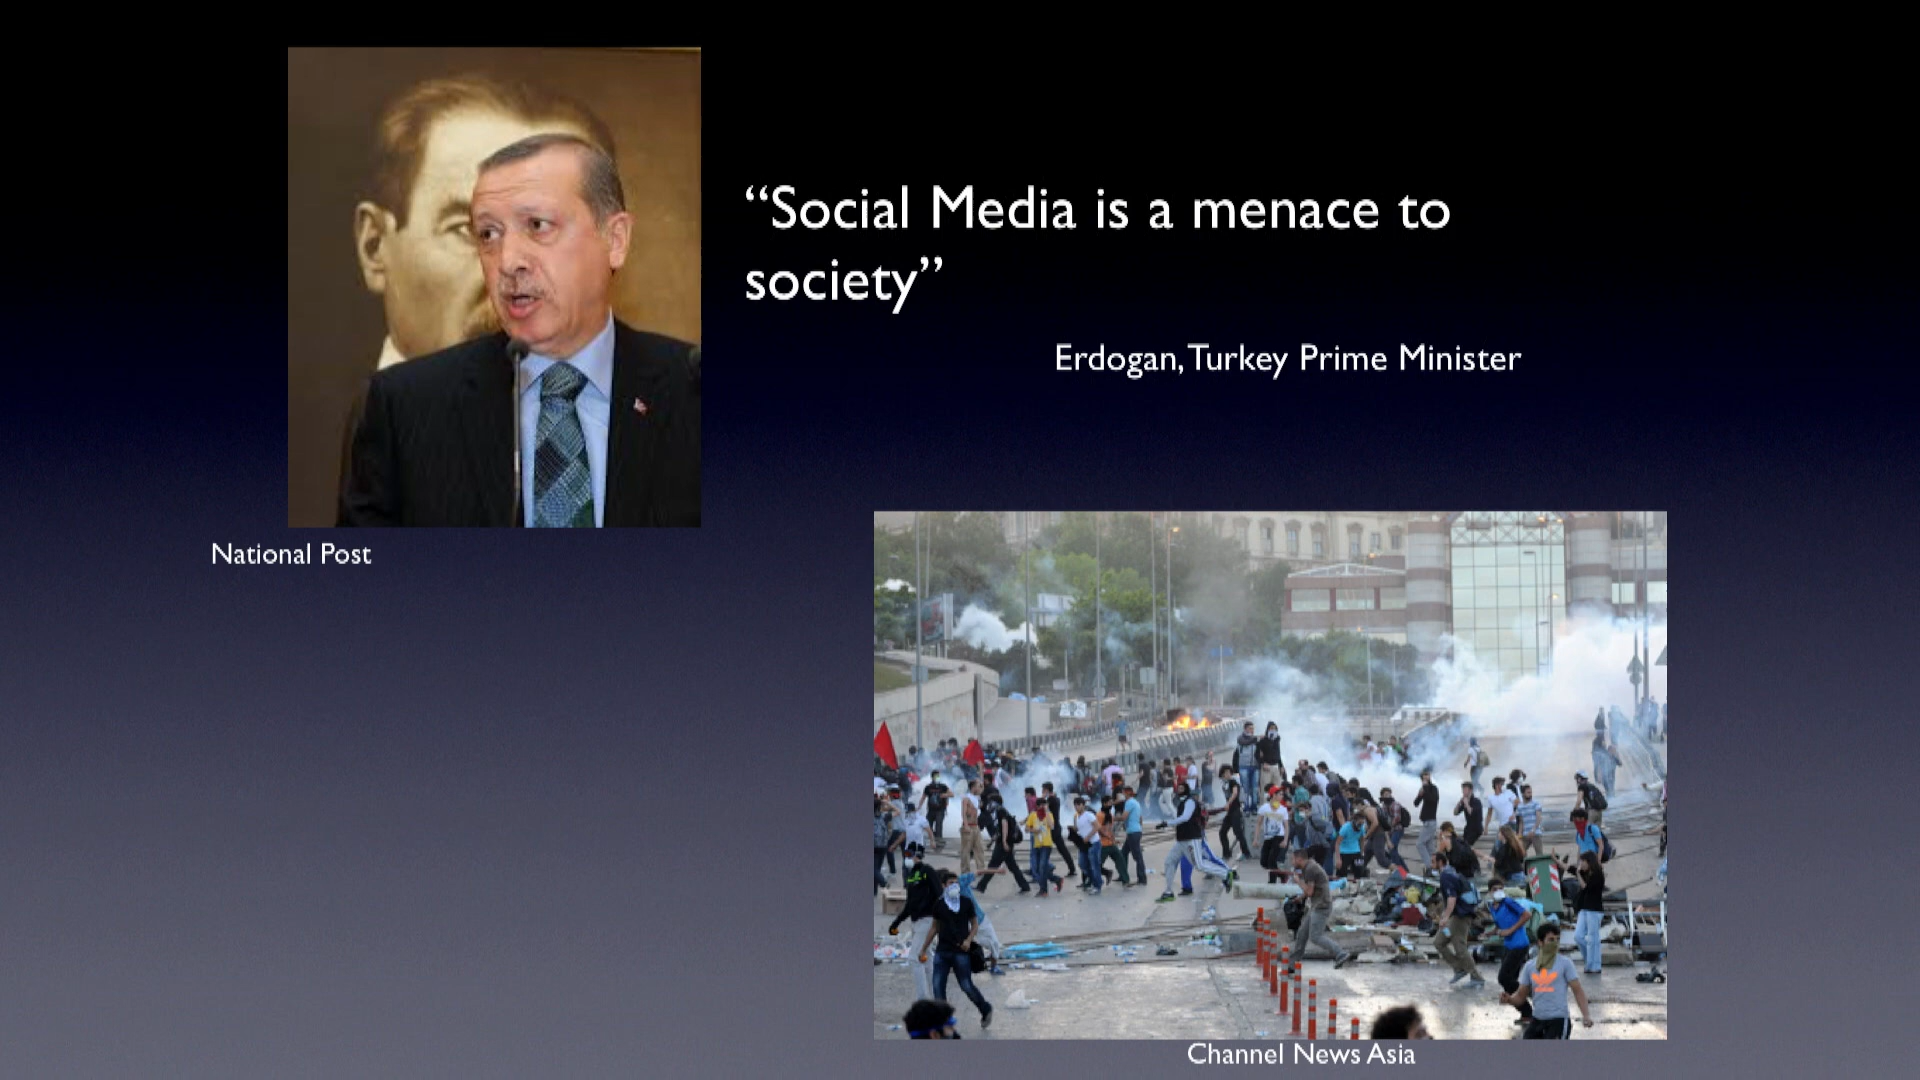 “Social Media is a menace to
society”
Erdogan, Turkey Prime Minister
National Post
Channel News Asia